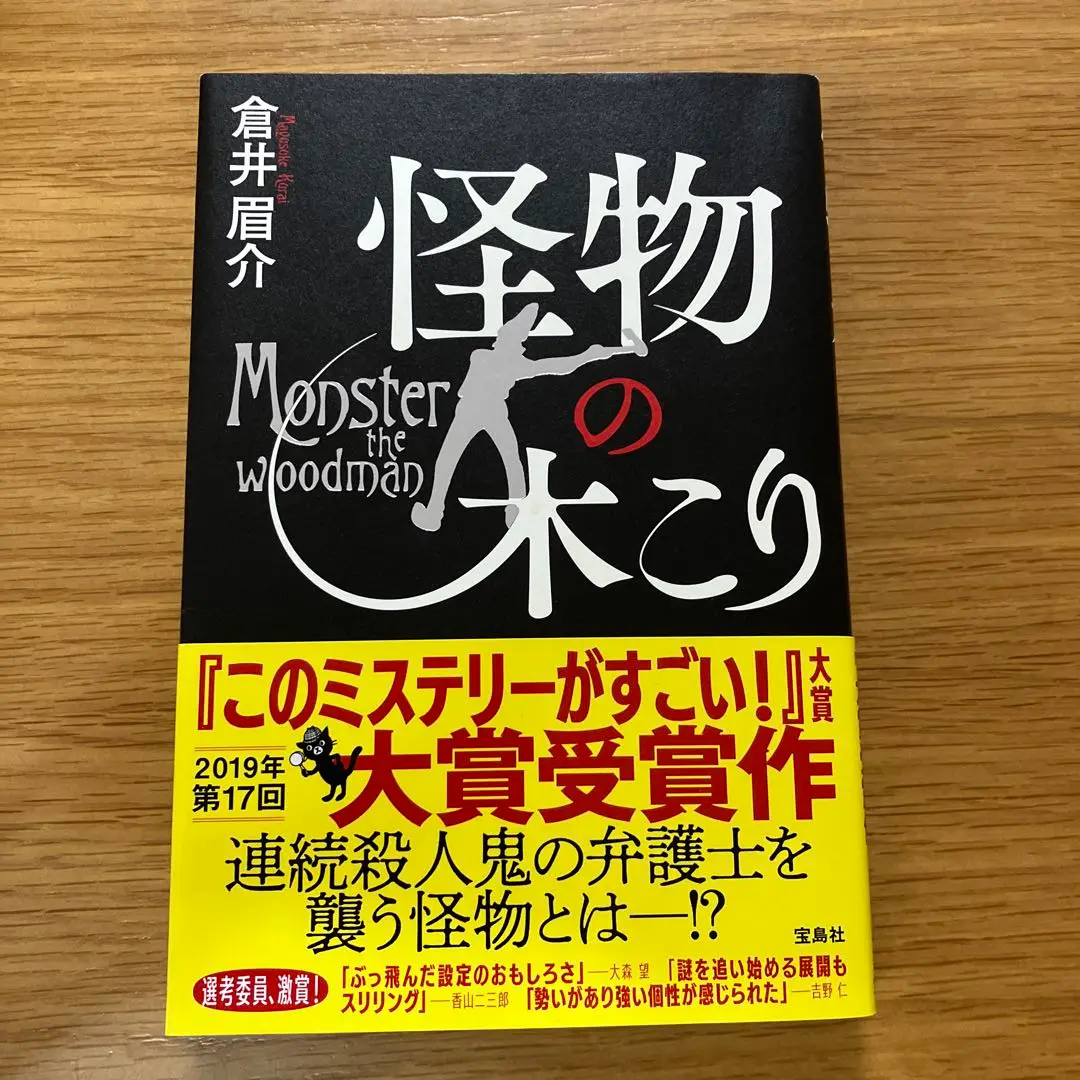 倉井眉介
Mayusuke Kurai
怪物
の
木こり
Monster
the
woodman
『このミステリーがすごい！』大賞
2019年
第17回
大賞受賞作
連続殺人鬼の弁護士を
襲う怪物とは―!?
宝島社
選考委員、激賞！
「ぶっ飛んだ設定のおもしろさ」―大森 望 「謎を追い始める展開も
スリリング」―香山二三郎 「勢いがあり強い個性が感じられた」―吉野 仁